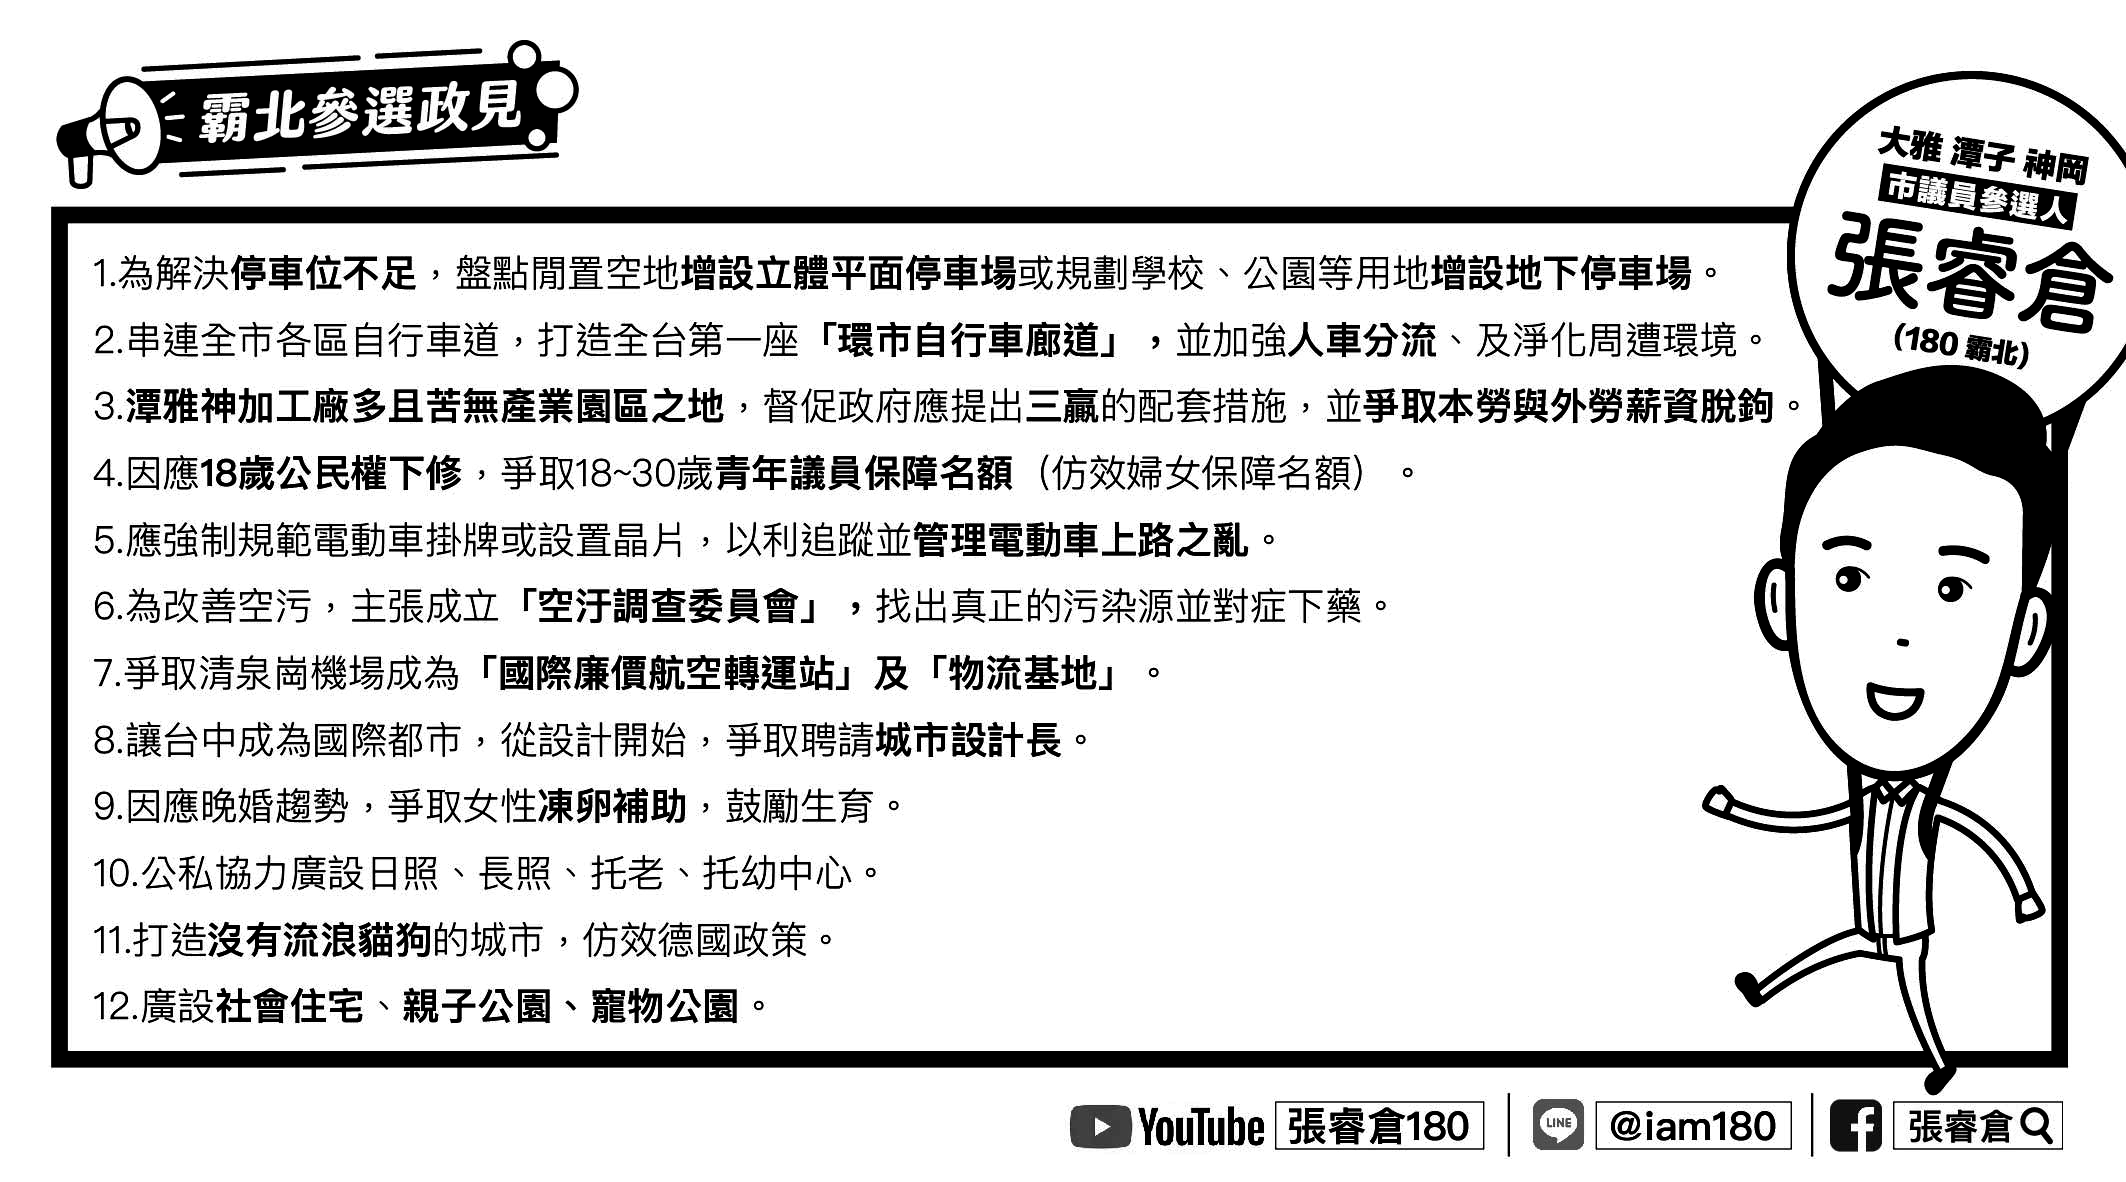 霸北參選政見
大雅 潭子 神岡
市議員參選人
張睿倉
(180 霸北)
1.為解決停車位不足，盤點閒置空地增設立體平面停車場或規劃學校、公園等用地增設地下停車場。
2.串連全市各區自行車道，打造全台第一座「環市自行車廊道」，並加強人車分流、及淨化周遭環境。
3.潭雅神加工廠多且苦無產業園區之地，督促政府應提出三贏的配套措施，並爭取本勞與外勞薪資脫鉤。
4.因應18歲公民權下修，爭取18~30歲青年議員保障名額（仿效婦女保障名額）。
5.應強制規範電動車掛牌或設置晶片，以利追蹤並管理電動車上路之亂。
6.為改善空污，主張成立「空汙調查委員會」，找出真正的污染源並對症下藥。
7.爭取清泉崗機場成為「國際廉價航空轉運站」及「物流基地」。
8.讓台中成為國際都市，從設計開始，爭取聘請城市設計長。
9.因應晚婚趨勢，爭取女性凍卵補助，鼓勵生育。
10.公私協力廣設日照、長照、托老、托幼中心。
11.打造沒有流浪貓狗的城市，仿效德國政策。
12.廣設社會住宅、親子公園、寵物公園。
YouTube 張睿倉180 LINE @iam180 f 張睿倉